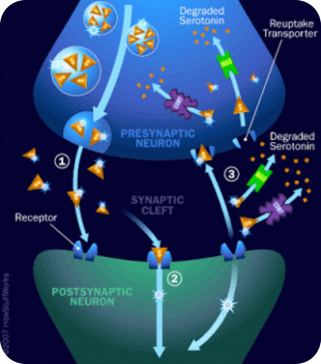 Degraded
Serotonin
Reuptake
Transporter
PRESYNAPTIC
NEURON
Degraded
Serotonin
1
3
SYNAPTIC
CLEFT
Receptor
2
POSTSYNAPTIC
NEURON
©2007 HowStuffWorks